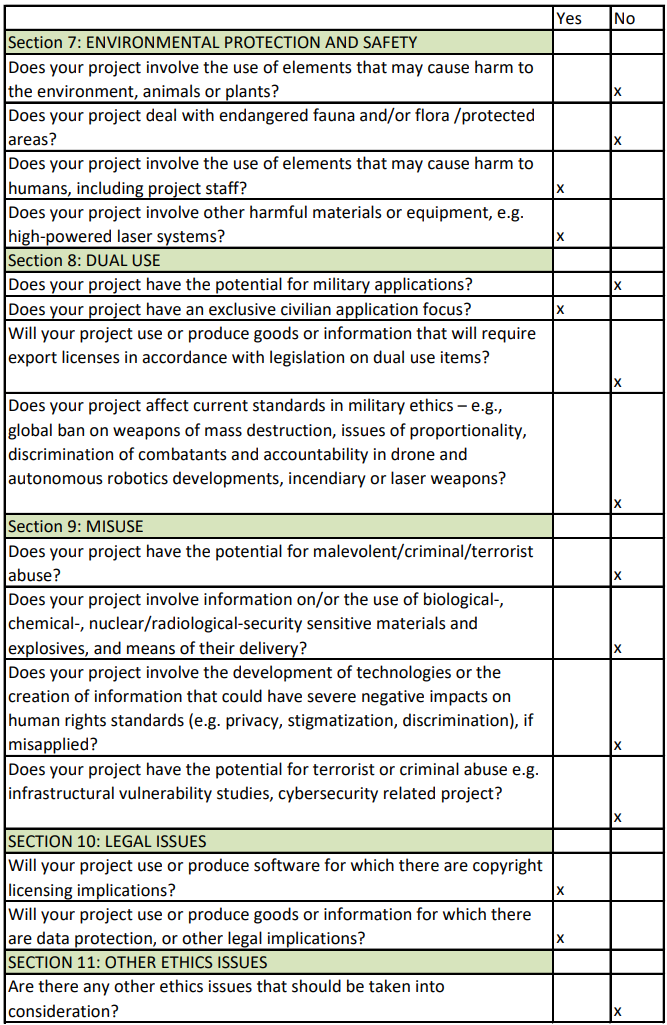 Yes No
Section 7: ENVIRONMENTAL PROTECTION AND SAFETY
Does your project involve the use of elements that may cause harm to
the environment, animals or plants? x
Does your project deal with endangered fauna and/or flora /protected
areas? x
Does your project involve the use of elements that may cause harm to
humans, including project staff? x
Does your project involve other harmful materials or equipment, e.g.
high-powered laser systems? x
Section 8: DUAL USE
Does your project have the potential for military applications? x
Does your project have an exclusive civilian application focus? x
Will your project use or produce goods or information that will require
export licenses in accordance with legislation on dual use items?
x
Does your project affect current standards in military ethics – e.g.,
global ban on weapons of mass destruction, issues of proportionality,
discrimination of combatants and accountability in drone and
autonomous robotics developments, incendiary or laser weapons?
x
Section 9: MISUSE
Does your project have the potential for malevolent/criminal/terrorist
abuse? x
Does your project involve information on/or the use of biological-,
chemical-, nuclear/radiological-security sensitive materials and
explosives, and means of their delivery? x
Does your project involve the development of technologies or the
creation of information that could have severe negative impacts on
human rights standards (e.g. privacy, stigmatization, discrimination), if
misapplied? x
Does your project have the potential for terrorist or criminal abuse e.g.
infrastructural vulnerability studies, cybersecurity related project?
x
SECTION 10: LEGAL ISSUES
Will your project use or produce software for which there are copyright
licensing implications? x
Will your project use or produce goods or information for which there
are data protection, or other legal implications? x
SECTION 11: OTHER ETHICS ISSUES
Are there any other ethics issues that should be taken into
consideration? x